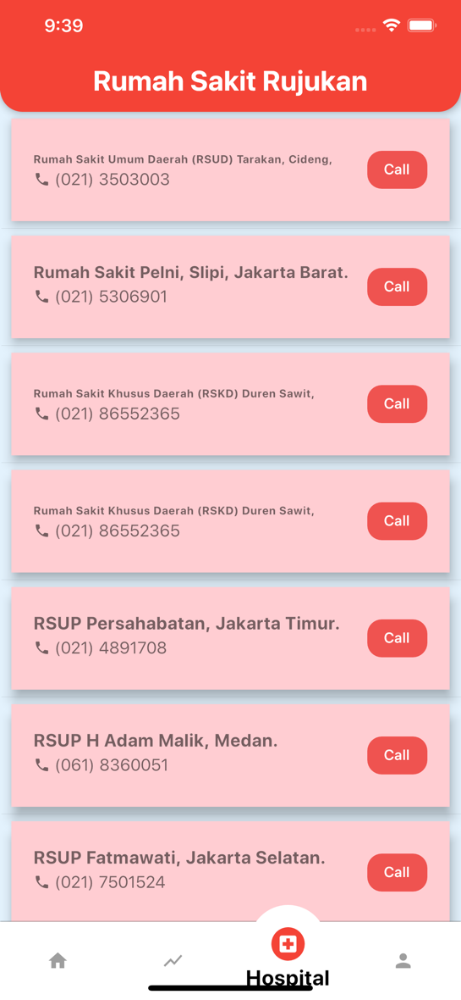 9:39
Rumah Sakit Rujukan
Rumah Sakit Umum Daerah (RSUD) Tarakan, Cideng,
(021) 3503003
Call
Rumah Sakit Pelni, Slipi, Jakarta Barat.
(021) 5306901
Call
Rumah Sakit Khusus Daerah (RSKD) Duren Sawit,
(021) 86552365
Call
Rumah Sakit Khusus Daerah (RSKD) Duren Sawit,
(021) 86552365
Call
RSUP Persahabatan, Jakarta Timur.
(021) 4891708
Call
RSUP H Adam Malik, Medan.
(061) 8360051
Call
RSUP Fatmawati, Jakarta Selatan.
(021) 7501524
Call
Hospital